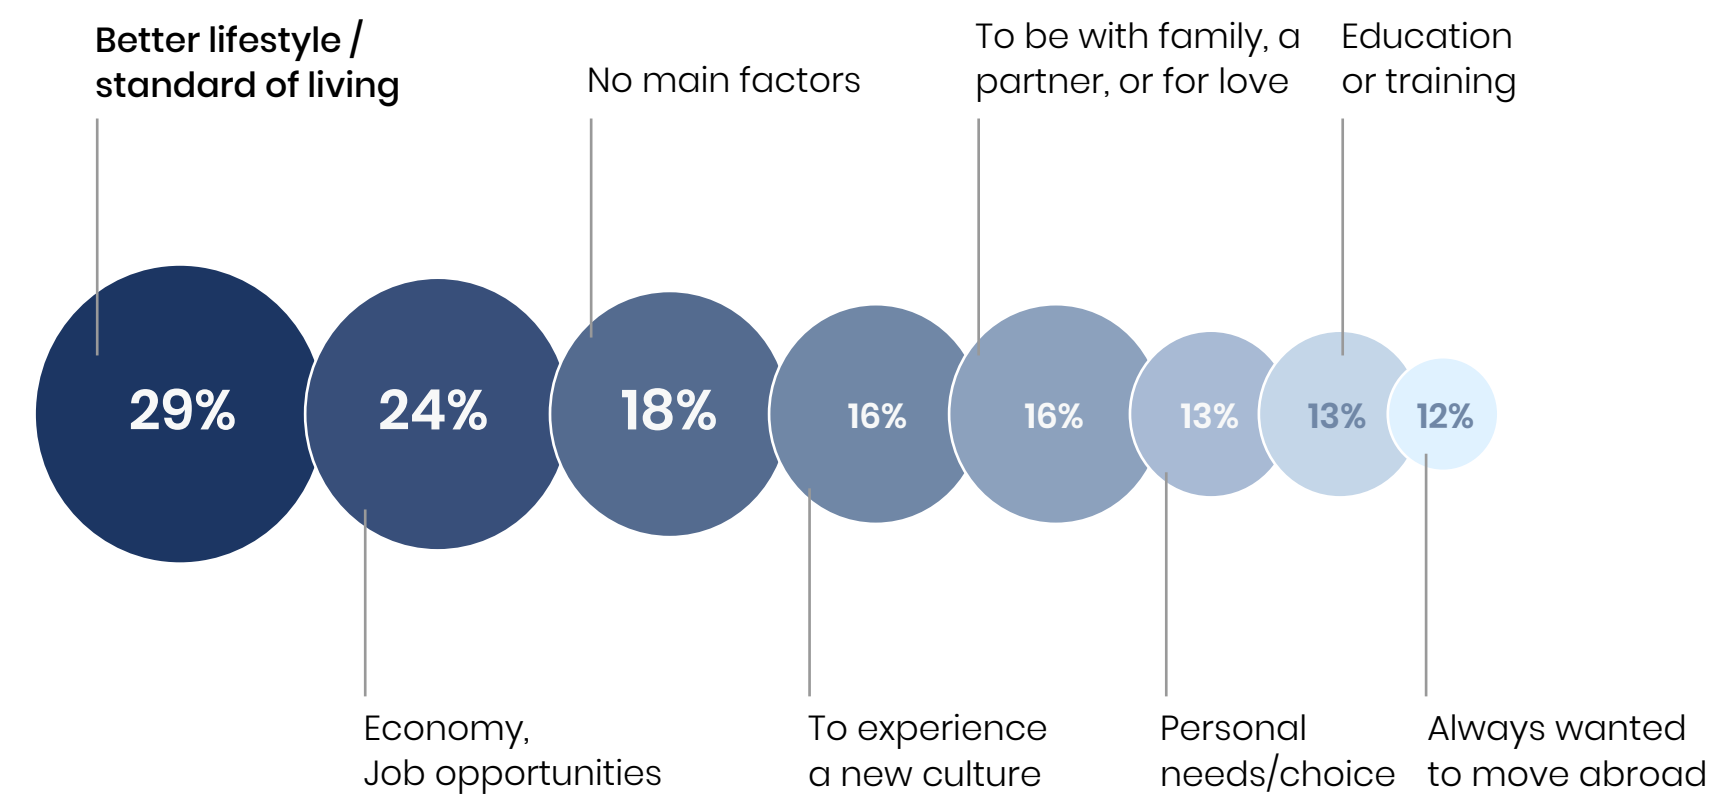 Better lifestyle /
standard of living
No main factors
To be with family, a
partner, or for love
Education
or training
29%
24%
18%
16%
16%
13%
13%
12%
Economy,
Job opportunities
To experience
a new culture
Personal
needs/choice
Always wanted
to move abroad